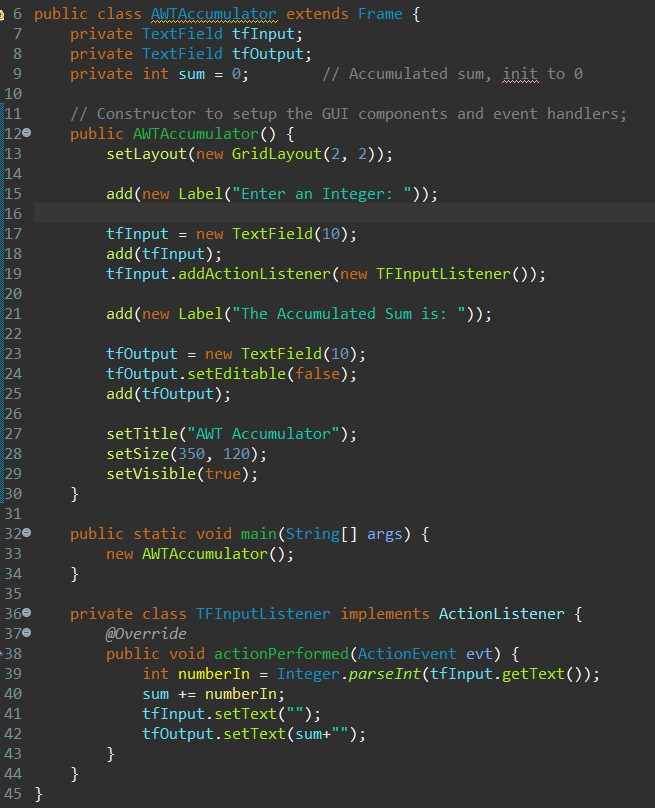 6 public class AWTAccumulator extends Frame {
7     private TextField tfInput;
8     private TextField tfOutput;
9     private int sum = 0;        // Accumulated sum, init to 0
10
11     // Constructor to setup the GUI components and event handlers;
12     public AWTAccumulator() {
13         setLayout(new GridLayout(2, 2));
14
15         add(new Label("Enter an Integer: "));
16
17         tfInput = new TextField(10);
18         add(tfInput);
19         tfInput.addActionListener(new TFInputListener());
20
21         add(new Label("The Accumulated Sum is: "));
22
23         tfOutput = new TextField(10);
24         tfOutput.setEditable(false);
25         add(tfOutput);
26
27         setTitle("AWT Accumulator");
28         setSize(350, 120);
29         setVisible(true);
30     }
31
32     public static void main(String[] args) {
33         new AWTAccumulator();
34     }
35
36     private class TFInputListener implements ActionListener {
37         @Override
38         public void actionPerformed(ActionEvent evt) {
39             int numberIn = Integer.parseInt(tfInput.getText());
40             sum += numberIn;
41             tfInput.setText("");
42             tfOutput.setText(sum+"");
43         }
44     }
45 }